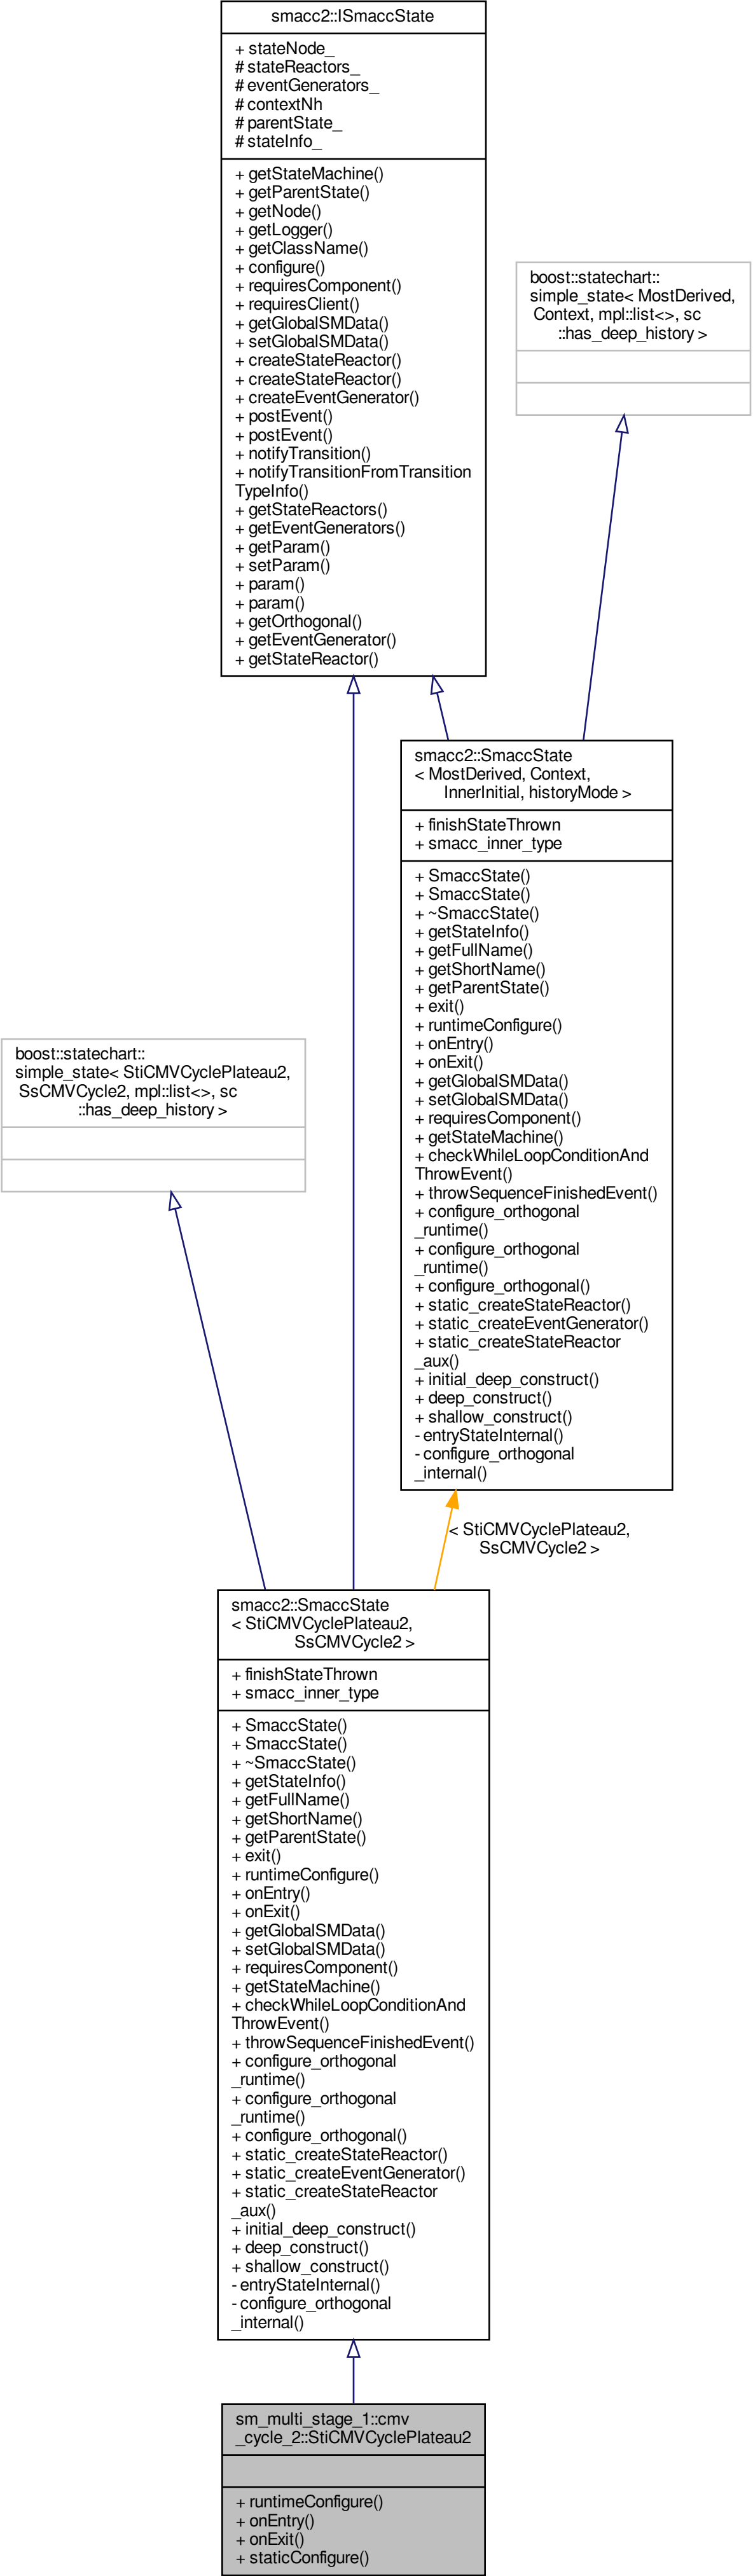 smacc2::ISmaccState
+ stateNode_
# stateReactors_
# eventGenerators_
# contextNh
# parentState_
# stateInfo_
+ getStateMachine()
+ getParentState()
+ getNode()
+ getLogger()
+ getClassName()
+ configure()
+ requiresComponent()
+ requiresClient()
+ getGlobalSMData()
+ setGlobalSMData()
+ createStateReactor()
+ createStateReactor()
+ createEventGenerator()
+ postEvent()
+ postEvent()
+ notifyTransition()
+ notifyTransitionFromTransition
TypeInfo()
+ getStateReactors()
+ getEventGenerators()
+ getParam()
+ setParam()
+ param()
+ param()
+ getOrthogonal()
+ getEventGenerator()
+ getStateReactor()
boost::statechart::
simple_state< MostDerived,
Context, mpl::list<>, sc
::has_deep_history >
smacc2::SmaccState
< MostDerived, Context,
InnerInitial, historyMode >
+ finishStateThrown
+ smacc_inner_type
+ SmaccState()
+ SmaccState()
+ ~SmaccState()
+ getStateInfo()
+ getFullName()
+ getShortName()
+ getParentState()
+ exit()
+ runtimeConfigure()
+ onEntry()
+ onExit()
+ getGlobalSMData()
+ setGlobalSMData()
+ requiresComponent()
+ getStateMachine()
+ checkWhileLoopConditionAnd
ThrowEvent()
+ throwSequenceFinishedEvent()
+ configure_orthogonal
_runtime()
+ configure_orthogonal
_runtime()
+ configure_orthogonal()
+ static_createStateReactor()
+ static_createEventGenerator()
+ static_createStateReactor
_aux()
+ initial_deep_construct()
+ deep_construct()
+ shallow_construct()
- entryStateInternal()
- configure_orthogonal
_internal()
boost::statechart::
simple_state< StiCMVCyclePlateau2,
SsCMVCycle2, mpl::list<>, sc
::has_deep_history >
< StiCMVCyclePlateau2,
SsCMVCycle2 >
smacc2::SmaccState
< StiCMVCyclePlateau2,
SsCMVCycle2 >
+ finishStateThrown
+ smacc_inner_type
+ SmaccState()
+ SmaccState()
+ ~SmaccState()
+ getStateInfo()
+ getFullName()
+ getShortName()
+ getParentState()
+ exit()
+ runtimeConfigure()
+ onEntry()
+ onExit()
+ getGlobalSMData()
+ setGlobalSMData()
+ requiresComponent()
+ getStateMachine()
+ checkWhileLoopConditionAnd
ThrowEvent()
+ throwSequenceFinishedEvent()
+ configure_orthogonal
_runtime()
+ configure_orthogonal
_runtime()
+ configure_orthogonal()
+ static_createStateReactor()
+ static_createEventGenerator()
+ static_createStateReactor
_aux()
+ initial_deep_construct()
+ deep_construct()
+ shallow_construct()
- entryStateInternal()
- configure_orthogonal
_internal()
sm_multi_stage_1::cmv
_cycle_2::StiCMVCyclePlateau2
+ runtimeConfigure()
+ onEntry()
+ onExit()
+ staticConfigure()